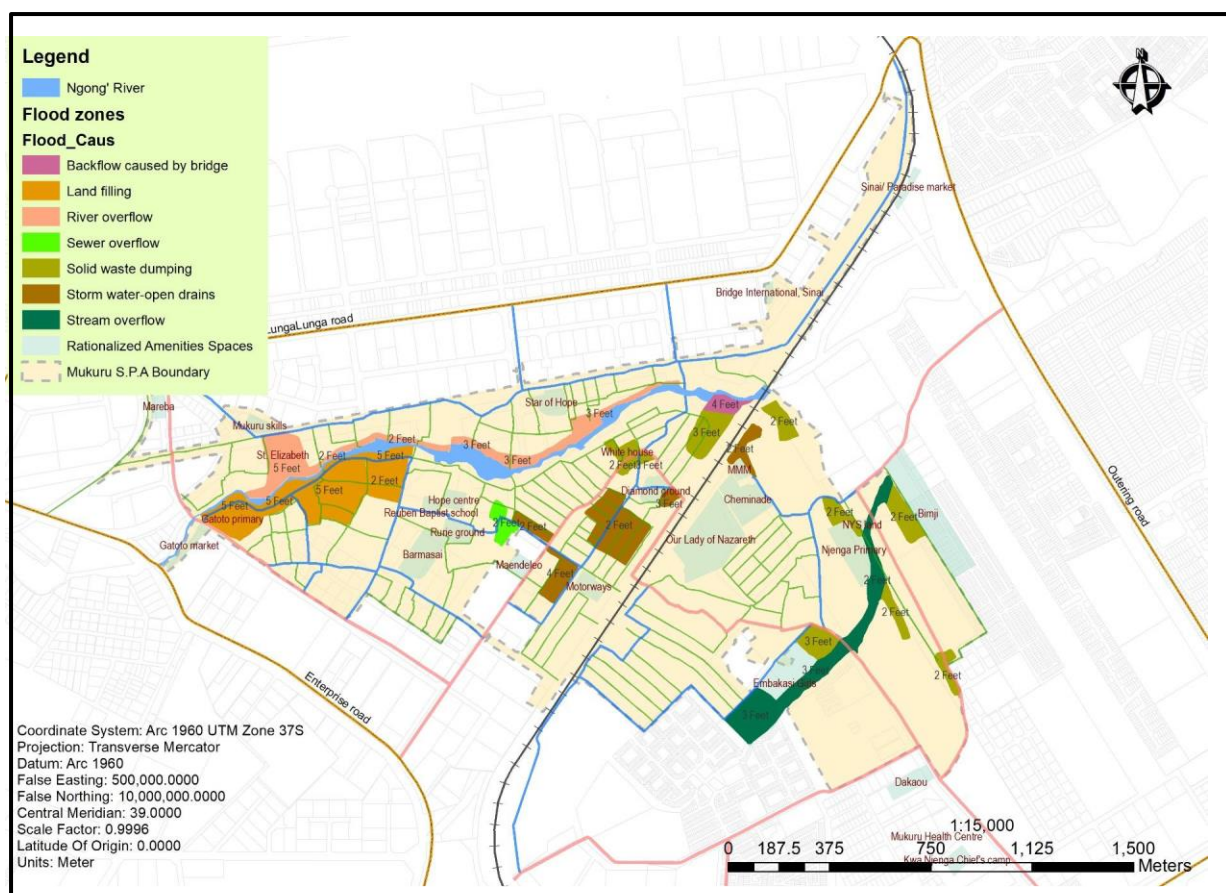 Legend
Ngong' River
Flood zones
Flood_Caus
Backflow caused by bridge
Land filling
River overflow
Sewer overflow
Solid waste dumping
Storm water-open drains
Stream overflow
Rationalized Amenities Spaces
Mukuru S.P.A Boundary
N
Sinai/ Paradise market
Bridge International, Sinai
LungaLunga road
Outering road
Enterprise road
Mareba
Mukuru skills
Star of Hope
St. Elizabeth
5 Feet
2 Feet
2 Feet
5 Feet
3 Feet
3 Feet
3 Feet
4 Feet
3 Feet
2 Feet
2 Feet
MMM
White house
2 Feet
3 Feet
Diamond ground
3 Feet
Cheminade
5 Feet
5 Feet
5 Feet
2 Feet
Gatoto primary
Gatoto market
Hope centre
Reuben Baptist school
Rune ground
2 Feet
2 Feet
2 Feet
Barmasai
Maendeleo
4 Feet
Motorways
Our Lady of Nazareth
2 Feet
NYS land
2 Feet
Bimji
Njenga Primary
2 Feet
2 Feet
3 Feet
3 Feet
Embakasi Girls
2 Feet
Dakaou
Mukuru Health Centre
Kwa Njenga Chief's camp
Coordinate System: Arc 1960 UTM Zone 37S
Projection: Transverse Mercator
Datum: Arc 1960
False Easting: 500,000.0000
False Northing: 10,000,000.0000
Central Meridian: 39.0000
Scale Factor: 0.9996
Latitude Of Origin: 0.0000
Units: Meter
1:15,000
0 187.5 375 750 1,125 1,500
Meters